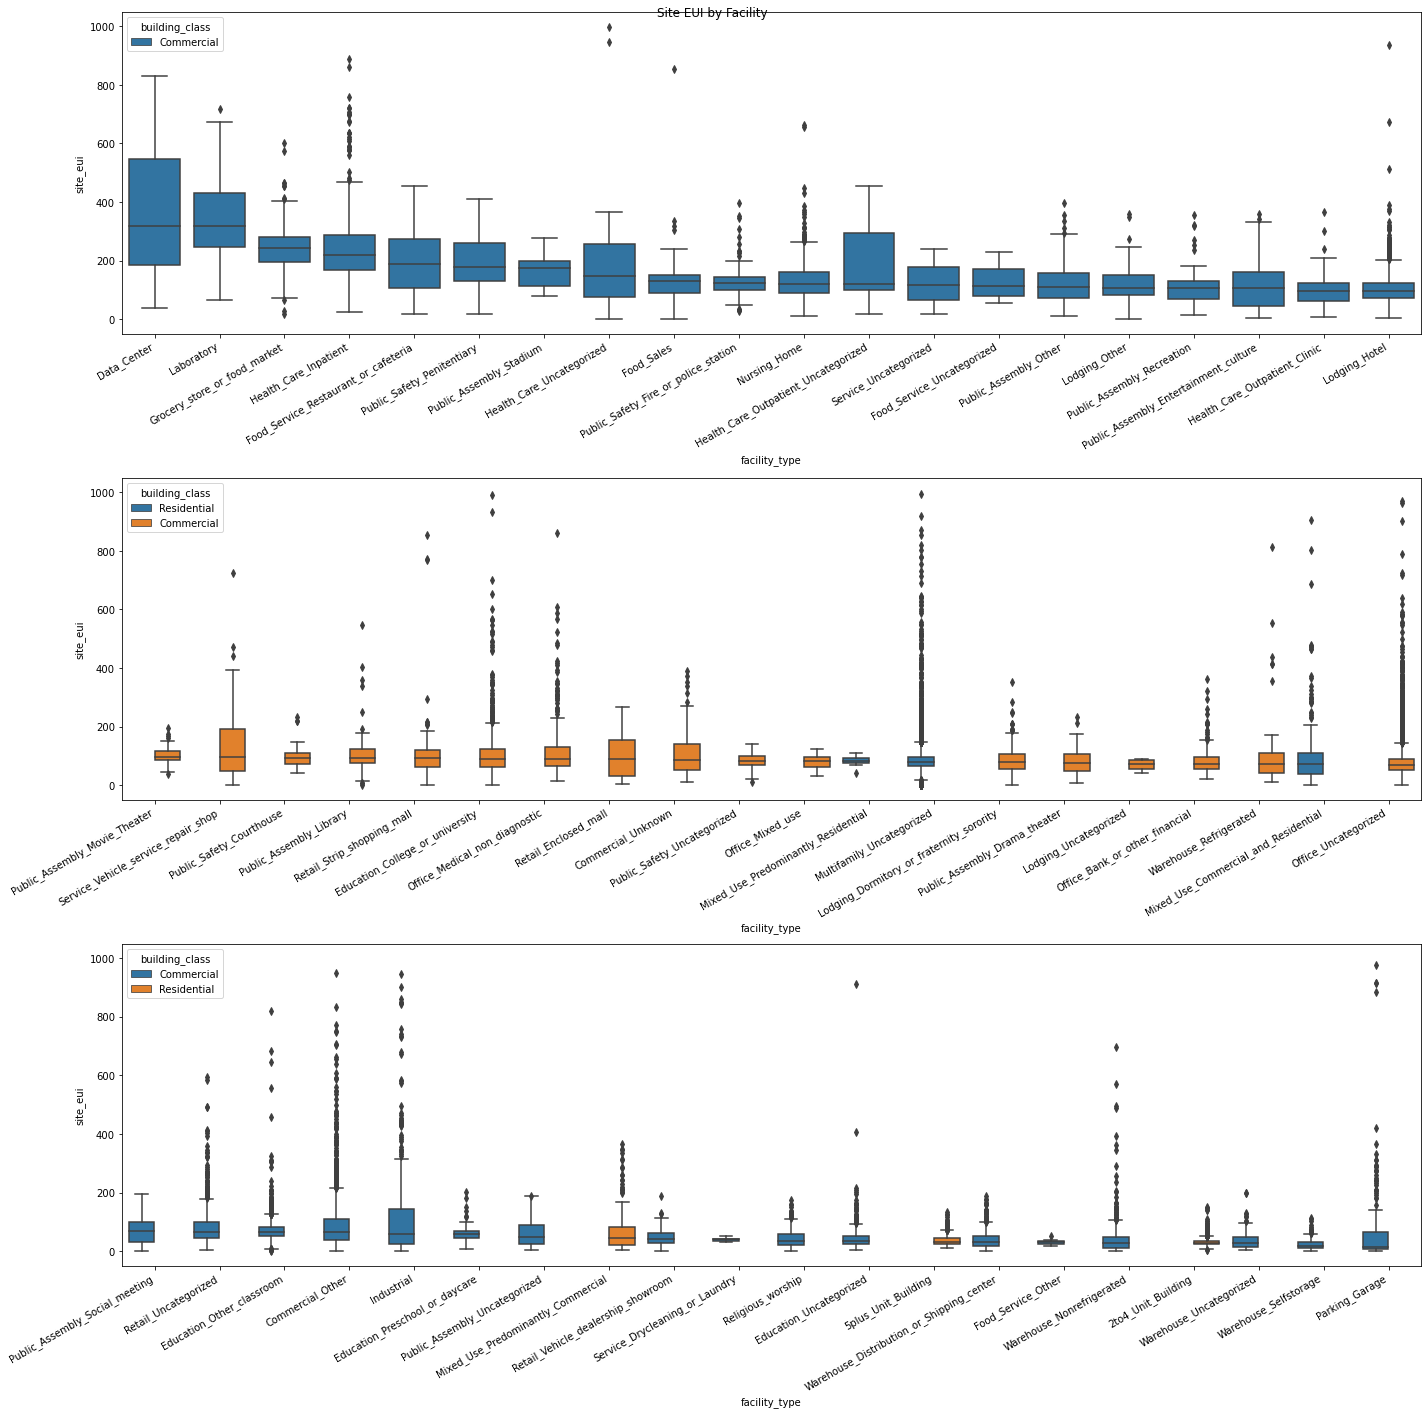 Site EUI by Facility
building_class
Commercial
1000
800
600
400
200
0
site_eui
Data_Center
Laboratory
Grocery_store_or_food_market
Health_Care_Inpatient
Food_Service_Restaurant_or_cafeteria
Public_Safety_Penitentiary
Public_Assembly_Stadium
Health_Care_Uncategorized
Food_Sales
Public_Safety_Fire_or_police_station
Nursing_Home
Health_Care_Outpatient_Uncategorized
Service_Uncategorized
Food_Service_Uncategorized
Public_Assembly_Other
Lodging_Other
Public_Assembly_Recreation
Public_Assembly_Entertainment_culture
Health_Care_Outpatient_Clinic
Lodging_Hotel
facility_type
building_class
Residential
Commercial
1000
800
600
400
200
0
site_eui
Public_Assembly_Movie_Theater
Service_Vehicle_service_repair_shop
Public_Safety_Courthouse
Public_Assembly_Library
Retail_Strip_shopping_mall
Education_College_or_university
Office_Medical_non_diagnostic
Retail_Enclosed_mall
Commercial_Unknown
Public_Safety_Uncategorized
Office_Mixed_use
Mixed_Use_Predominantly_Residential
Multifamily_Uncategorized
Lodging_Dormitory_or_fraternity_sorority
Public_Assembly_Drama_theater
Lodging_Uncategorized
Office_Bank_or_other_financial
Warehouse_Refrigerated
Mixed_Use_Commercial_and_Residential
Office_Uncategorized
facility_type
building_class
Commercial
Residential
1000
800
600
400
200
0
site_eui
Public_Assembly_Social_meeting
Retail_Uncategorized
Education_Other_classroom
Commercial_Other
Industrial
Education_Preschool_or_daycare
Public_Assembly_Uncategorized
Mixed_Use_Predominantly_Commercial
Retail_Vehicle_dealership_showroom
Service_Drycleaning_or_Laundry
Religious_worship
Education_Uncategorized
5plus_Unit_Building
Warehouse_Distribution_or_Shipping_center
Food_Service_Other
Warehouse_Nonrefrigerated
2to4_Unit_Building
Warehouse_Uncategorized
Warehouse_Selfstorage
Parking_Garage
facility_type